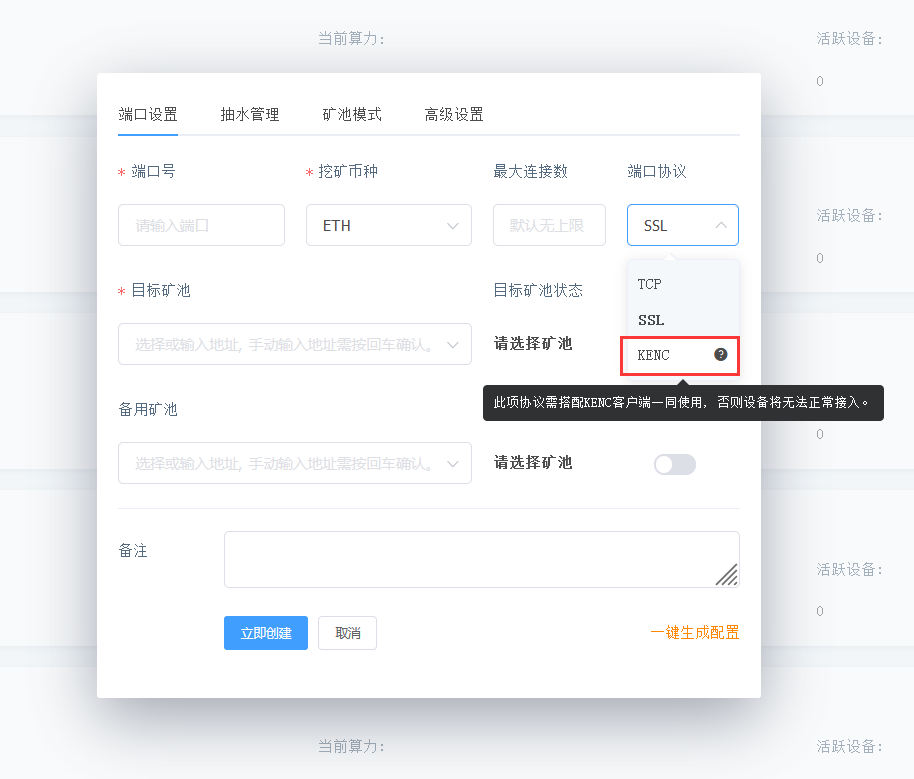 当前算力:
活跃设备:
0
端口设置 抽水管理 矿池模式 高级设置
* 端口号 * 挖矿币种 最大连接数 端口协议
请输入端口 ETH 默认无上限 SSL
活跃设备:
0
TCP
* 目标矿池 目标矿池状态
SSL
选择或输入地址, 手动输入地址需按回车确认。 请选择矿池
KENC ?
此项协议需搭配KENC客户端一同使用, 否则设备将无法正常接入。
备用矿池
0
选择或输入地址, 手动输入地址需按回车确认。 请选择矿池
备注
活跃设备:
0
立即创建 取消 一键生成配置
当前算力:
活跃设备: